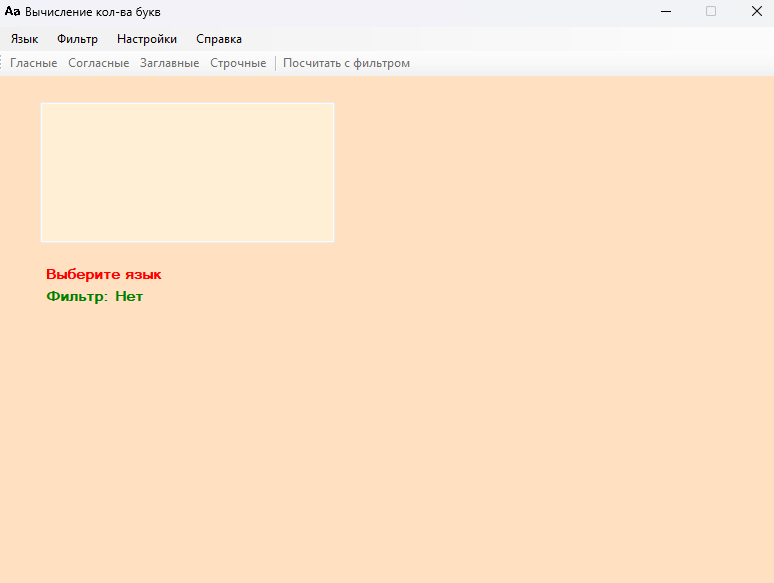 Aa Вычисление кол-ва букв
Язык Фильтр Настройки Справка
Гласные Согласные Заглавные Строчные Посчитать с фильтром
Выберите язык
Фильтр: Нет